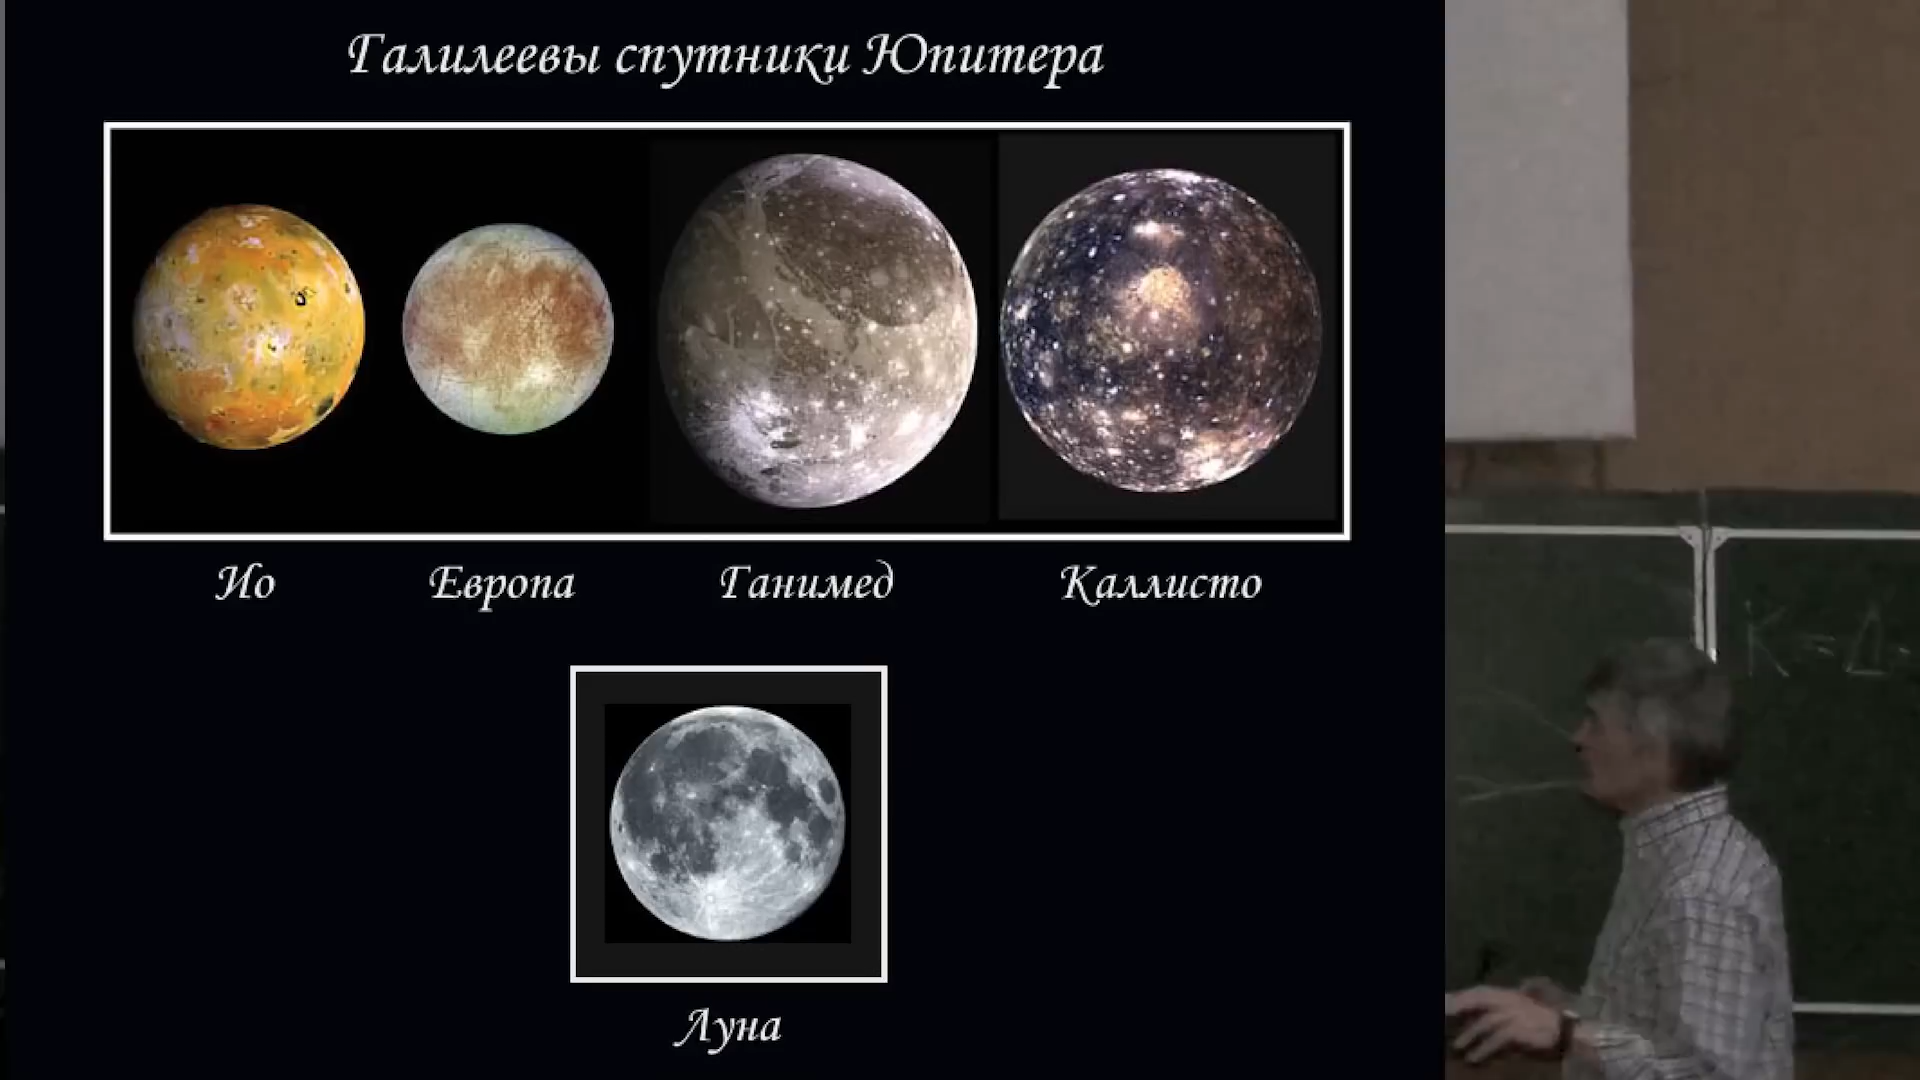 Галилеевы спутники Юпитера
Ио
Европа
Ганимед
Каллисто
Луна